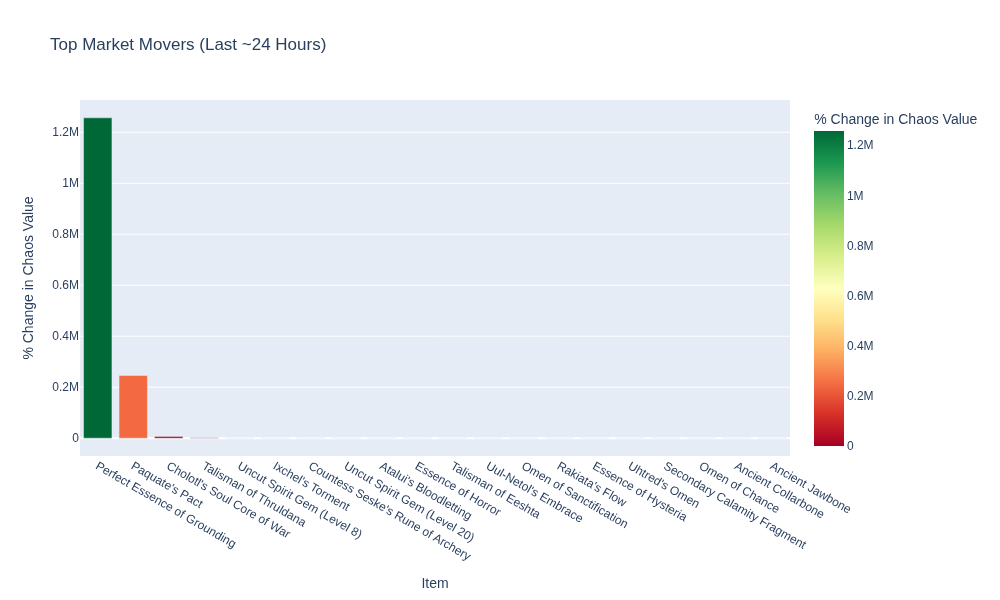 Top Market Movers (Last ~24 Hours)
% Change in Chaos Value
1.2M
1M
0.8M
0.6M
0.4M
0.2M
0
Perfect Essence of Grounding
Paquate's Pact
Cholotl's Soul Core of War
Talisman of Thruldana
Uncut Spirit Gem (Level 8)
Ixchel's Torment
Countess Seske's Rune of Archery
Uncut Spirit Gem (Level 20)
Atalui's Bloodletting
Essence of Horror
Talisman of Eeshta
Uul-Netol's Embrace
Omen of Sanctification
Rakiata's Flow
Essence of Hysteria
Uhtred's Omen
Secondary Calamity Fragment
Omen of Chance
Ancient Collarbone
Ancient Jawbone
Item
% Change in Chaos Value
1.2M
1M
0.8M
0.6M
0.4M
0.2M
0